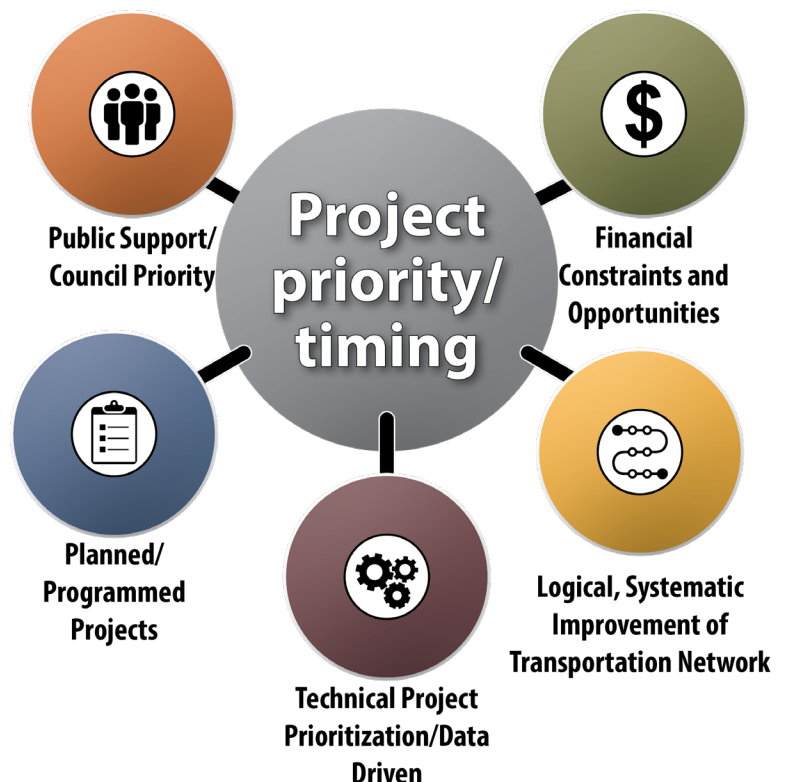 Project
priority/
timing
Public Support/
Council Priority
$
Financial
Constraints and
Opportunities
Planned/
Programmed
Projects
Logical, Systematic
Improvement of
Transportation Network
Technical Project
Prioritization/Data
Driven